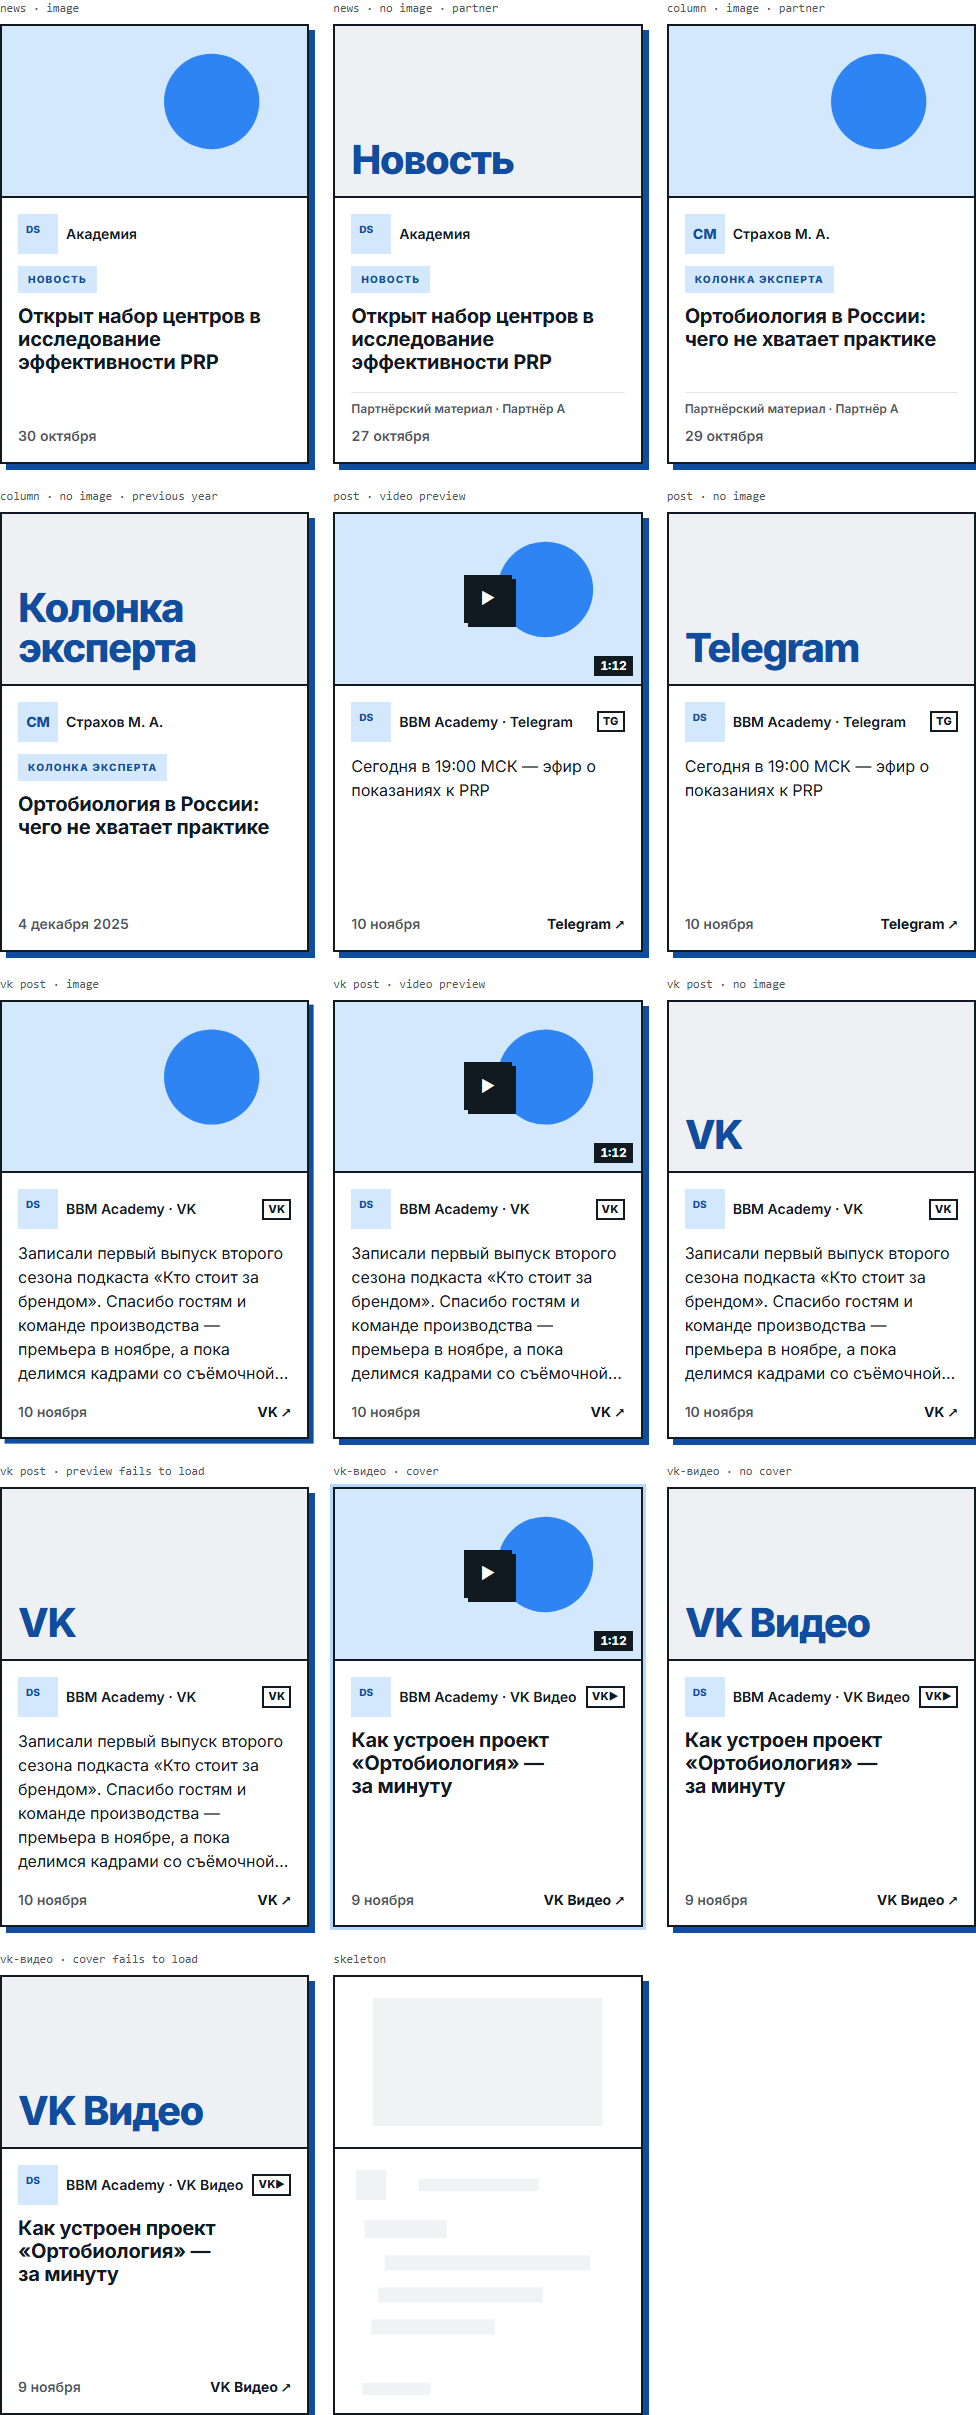 news · image
news · no image · partner
column · image · partner
Новость
DS
Академия
НОВОСТЬ
Открыт набор центров в
исследование
эффективности PRP
30 октября
DS
Академия
НОВОСТЬ
Открыт набор центров в
исследование
эффективности PRP
Партнёрский материал · Партнёр А
27 октября
СМ
Страхов М. А.
КОЛОНКА ЭКСПЕРТА
Ортобиология в России:
чего не хватает практике
Партнёрский материал · Партнёр А
29 октября
column · no image · previous year
post · video preview
post · no image
Колонка
эксперта
СМ
Страхов М. А.
КОЛОНКА ЭКСПЕРТА
Ортобиология в России:
чего не хватает практике
4 декабря 2025
1:12
DS
BBM Academy · Telegram
TG
Сегодня в 19:00 МСК — эфир о
показаниях к PRP
10 ноября
Telegram ↗
Telegram
DS
BBM Academy · Telegram
TG
Сегодня в 19:00 МСК — эфир о
показаниях к PRP
10 ноября
Telegram ↗
vk post · image
vk post · video preview
vk post · no image
DS
BBM Academy · VK
VK
Записали первый выпуск второго
сезона подкаста «Кто стоит за
брендом». Спасибо гостям и
команде производства —
премьера в ноябре, а пока
делимся кадрами со съёмочной…
10 ноября
VK ↗
1:12
DS
BBM Academy · VK
VK
Записали первый выпуск второго
сезона подкаста «Кто стоит за
брендом». Спасибо гостям и
команде производства —
премьера в ноябре, а пока
делимся кадрами со съёмочной…
10 ноября
VK ↗
VK
DS
BBM Academy · VK
VK
Записали первый выпуск второго
сезона подкаста «Кто стоит за
брендом». Спасибо гостям и
команде производства —
премьера в ноябре, а пока
делимся кадрами со съёмочной…
10 ноября
VK ↗
vk post · preview fails to load
vk-видео · cover
vk-видео · no cover
VK
DS
BBM Academy · VK
VK
Записали первый выпуск второго
сезона подкаста «Кто стоит за
брендом». Спасибо гостям и
команде производства —
премьера в ноябре, а пока
делимся кадрами со съёмочной…
10 ноября
VK ↗
1:12
DS
BBM Academy · VK Видео
VK▶
Как устроен проект
«Ортобиология» —
за минуту
9 ноября
VK Видео ↗
VK Видео
DS
BBM Academy · VK Видео
VK▶
Как устроен проект
«Ортобиология» —
за минуту
9 ноября
VK Видео ↗
vk-видео · cover fails to load
skeleton
VK Видео
DS
BBM Academy · VK Видео
VK▶
Как устроен проект
«Ортобиология» —
за минуту
9 ноября
VK Видео ↗